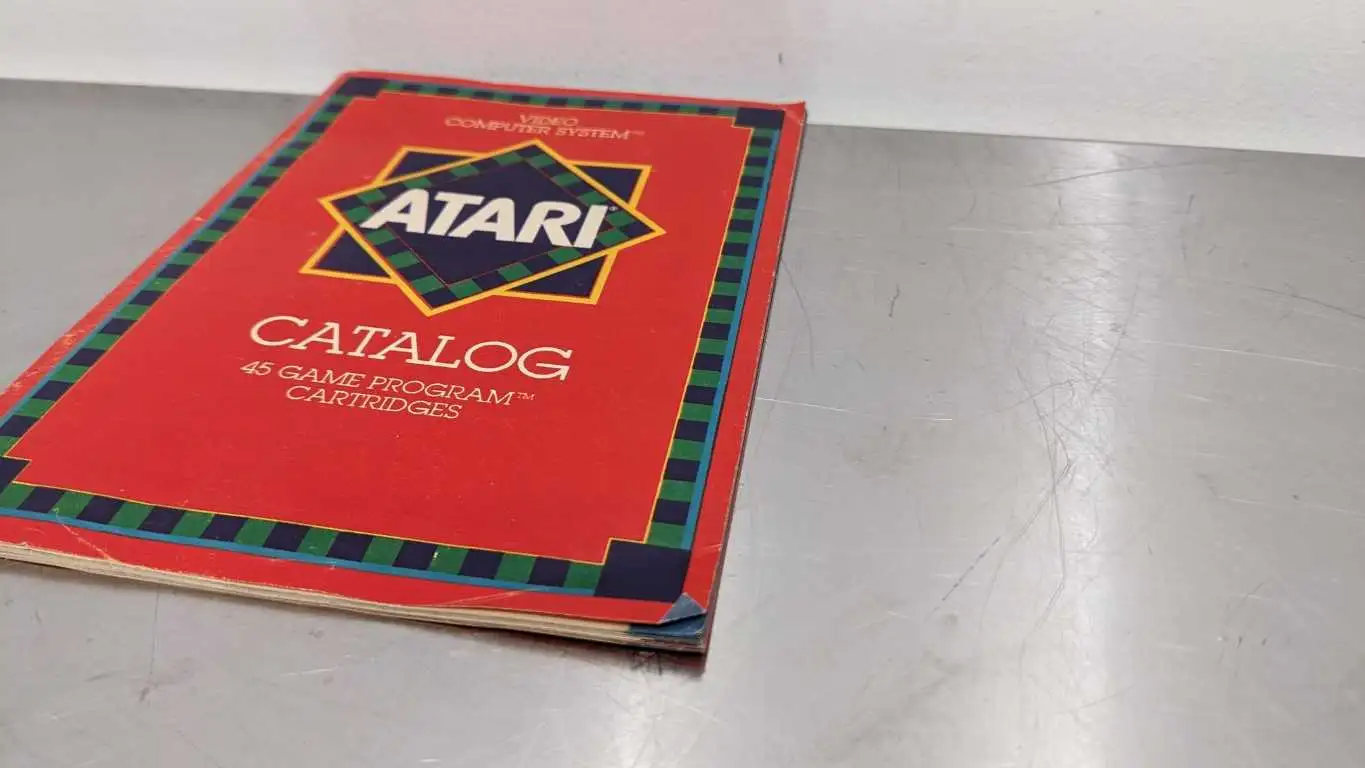 VIDEO
COMPUTER SYSTEM™
ATARI®
CATALOG
45 GAME PROGRAM™
CARTRIDGES